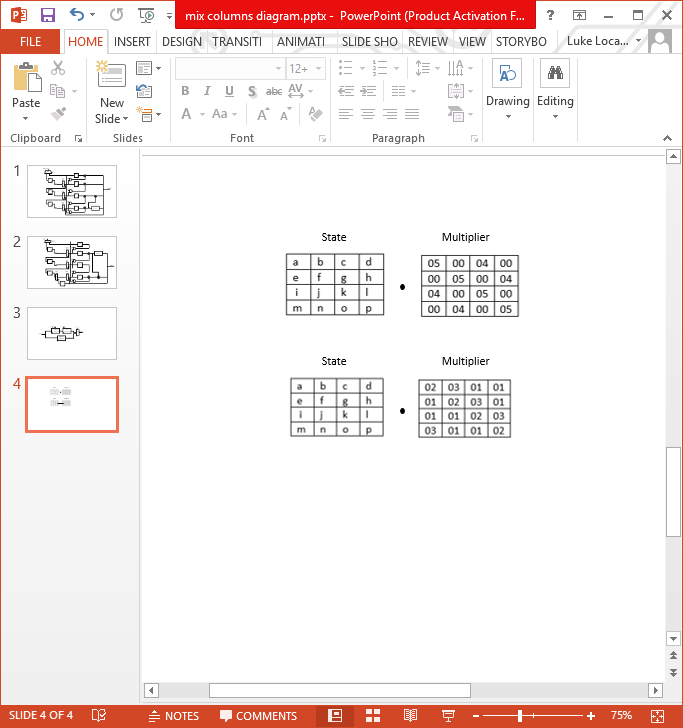 mix columns diagram.pptx - PowerPoint (Product Activation F...
FILE HOME INSERT DESIGN TRANSITI ANIMATI SLIDE SHO REVIEW VIEW STORYBO Luke Loca...
12+
Paste New Slide B I U S abc AV Drawing Editing
A Aa A A
Clipboard Slides Font Paragraph
1
2
3
4
State Multiplier
a b c d 05 00 04 00
e f g h 00 05 00 04
i j k l 04 00 05 00
m n o p 00 04 00 05
State Multiplier
a b c d 02 03 01 01
e f g h 01 02 03 01
i j k l 01 01 02 03
m n o p 03 01 01 02
SLIDE 4 OF 4 NOTES COMMENTS 75%